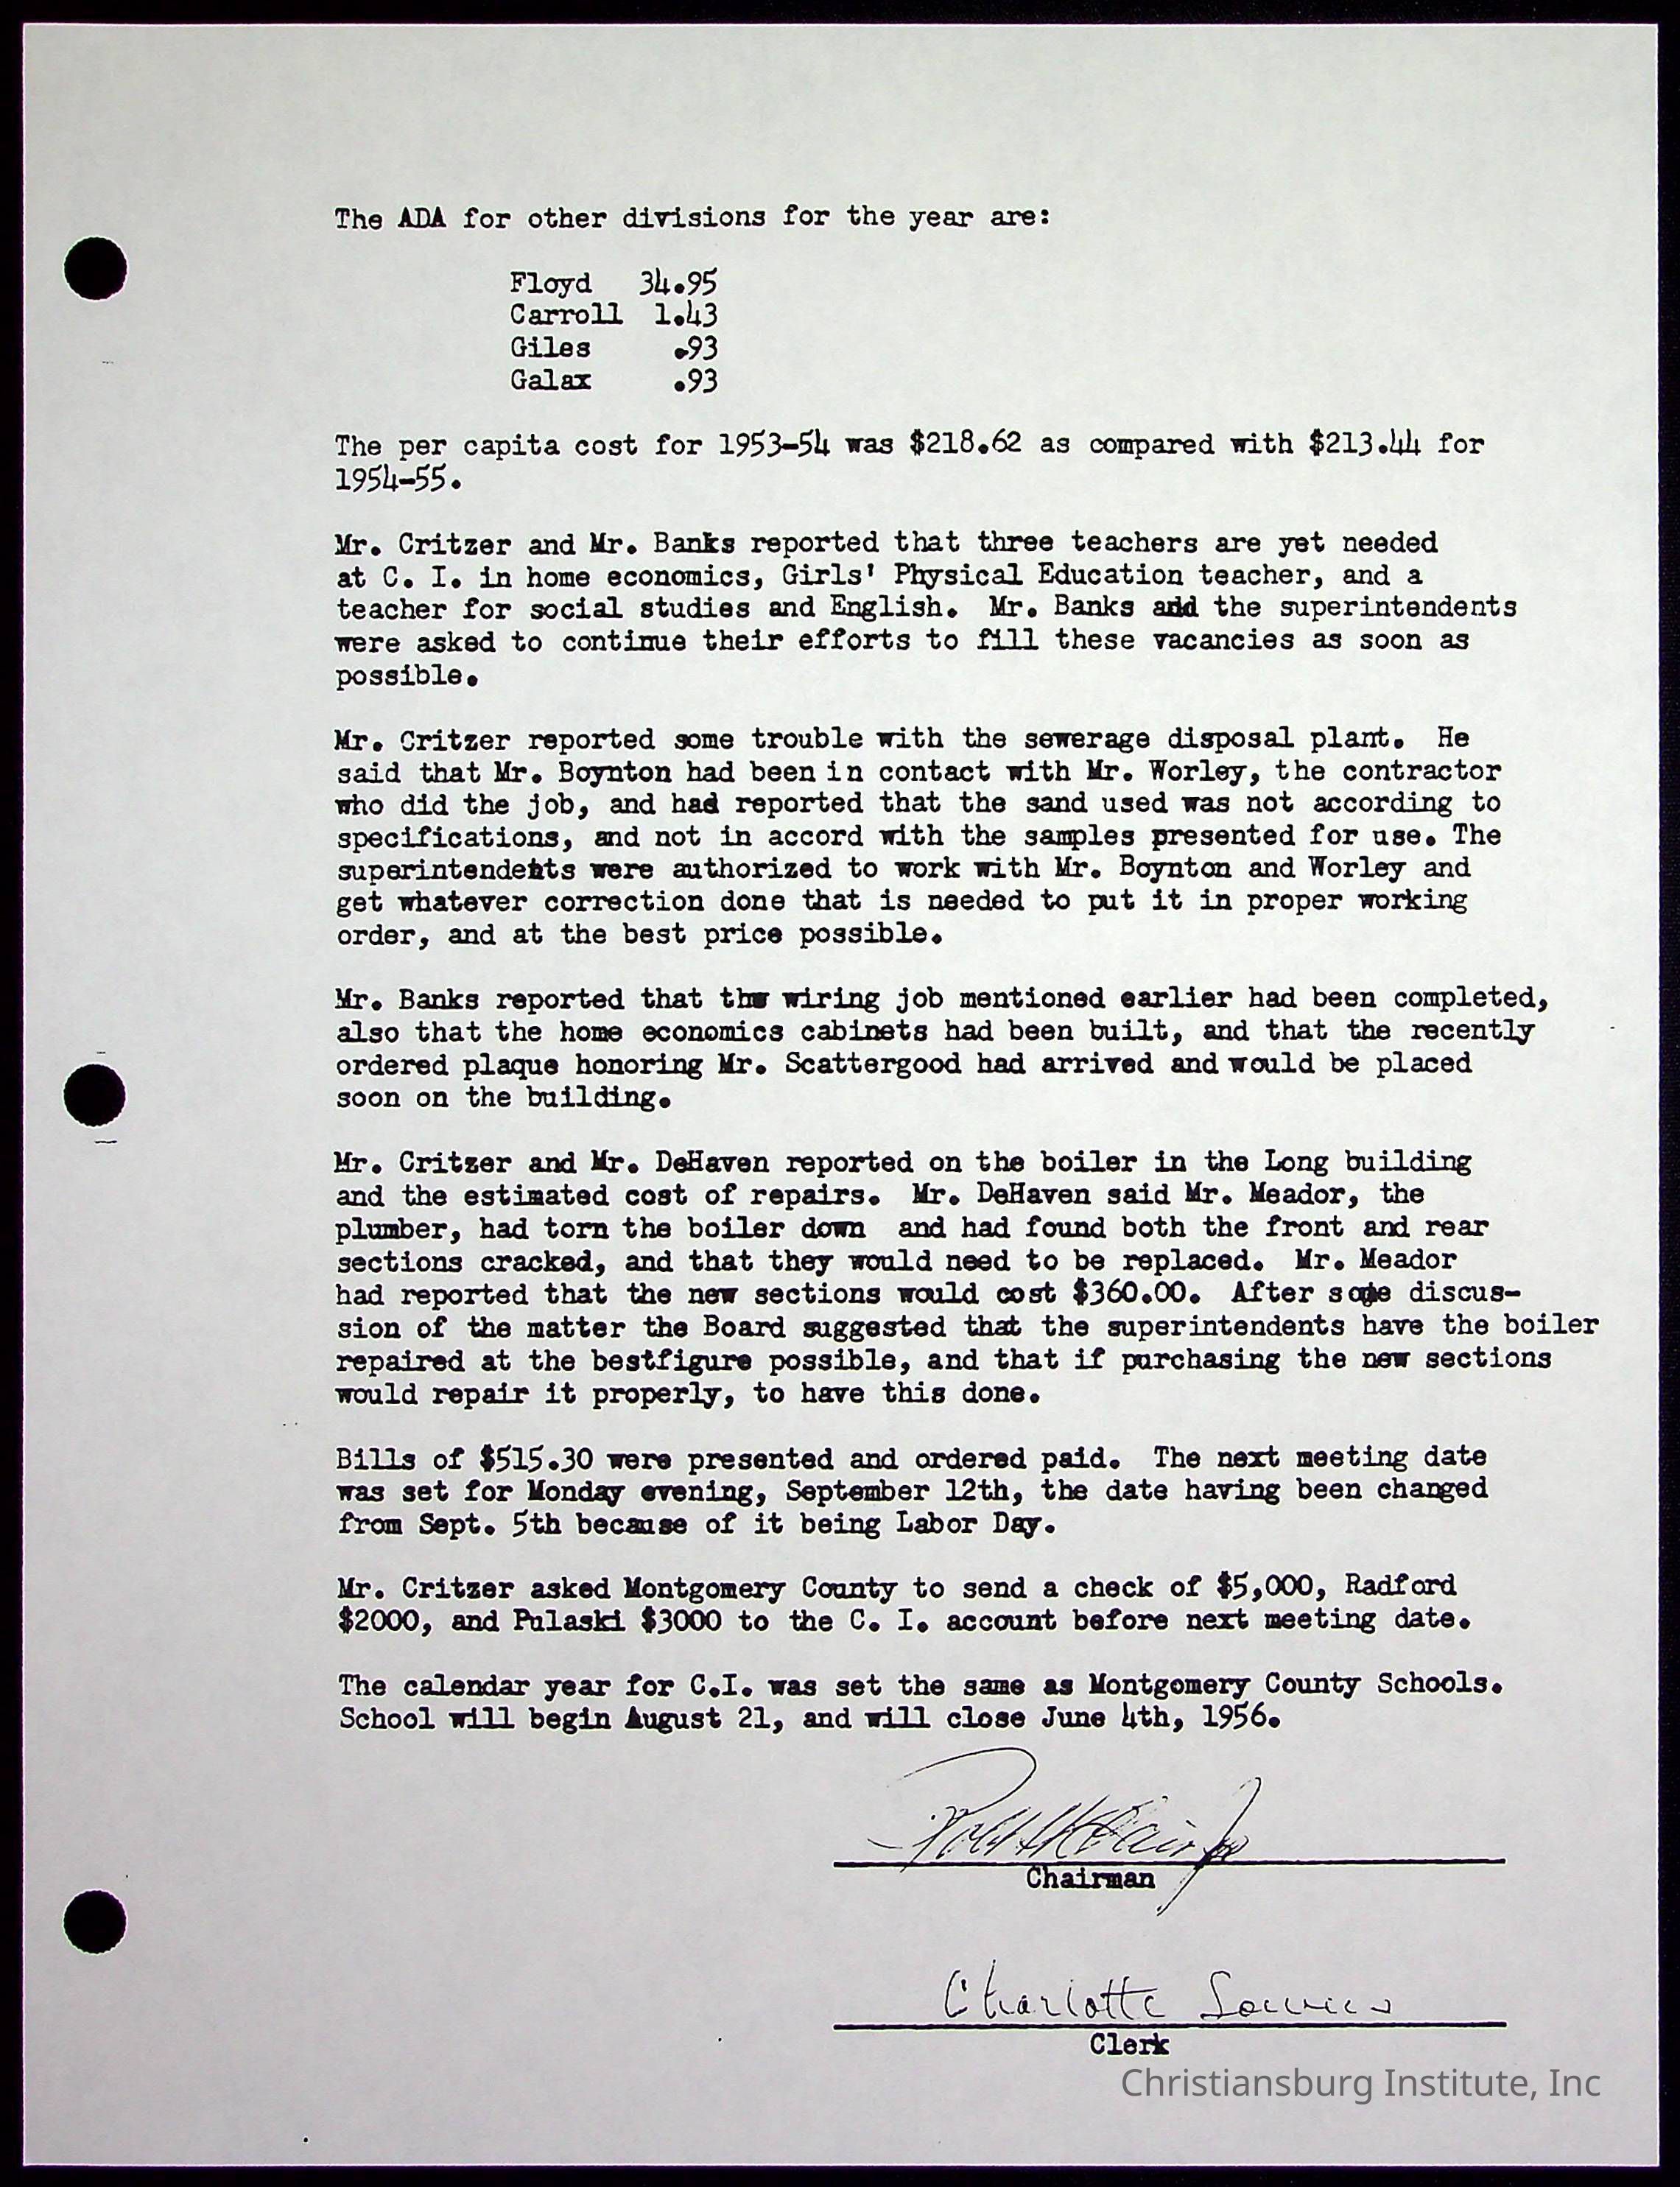 The ADA for other divisions for the year are:
Floyd 34.95
Carroll 1.43
Giles .93
Galax .93
The per capita cost for 1953-54 was $218.62 as compared with $213.44 for
1954-55.
Mr. Critzer and Mr. Banks reported that three teachers are yet needed
at C. I. in home economics, Girls' Physical Education teacher, and a
teacher for social studies and English. Mr. Banks and the superintendents
were asked to continue their efforts to fill these vacancies as soon as
possible.
Mr. Critzer reported some trouble with the sewerage disposal plant. He
said that Mr. Boynton had been in contact with Mr. Worley, the contractor
who did the job, and had reported that the sand used was not according to
specifications, and not in accord with the samples presented for use. The
superintendents were authorized to work with Mr. Boynton and Worley and
get whatever correction done that is needed to put it in proper working
order, and at the best price possible.
Mr. Banks reported that the wiring job mentioned earlier had been completed,
also that the home economics cabinets had been built, and that the recently
ordered plaque honoring Mr. Scattergood had arrived and would be placed
soon on the building.
Mr. Critzer and Mr. DeHaven reported on the boiler in the Long building
and the estimated cost of repairs. Mr. DeHaven said Mr. Meador, the
plumber, had torn the boiler down and had found both the front and rear
sections cracked, and that they would need to be replaced. Mr. Meador
had reported that the new sections would cost $360.00. After some discus-
sion of the matter the Board suggested that the superintendents have the boiler
repaired at the bestfigure possible, and that if purchasing the new sections
would repair it properly, to have this done.
Bills of $515.30 were presented and ordered paid. The next meeting date
was set for Monday evening, September 12th, the date having been changed
from Sept. 5th because of it being Labor Day.
Mr. Critzer asked Montgomery County to send a check of $5,000, Radford
$2000, and Pulaski $3000 to the C. I. account before next meeting date.
The calendar year for C.I. was set the same as Montgomery County Schools.
School will begin August 21, and will close June 4th, 1956.
Chairman
Charlotte
Clerk
Christiansburg Institute, Inc